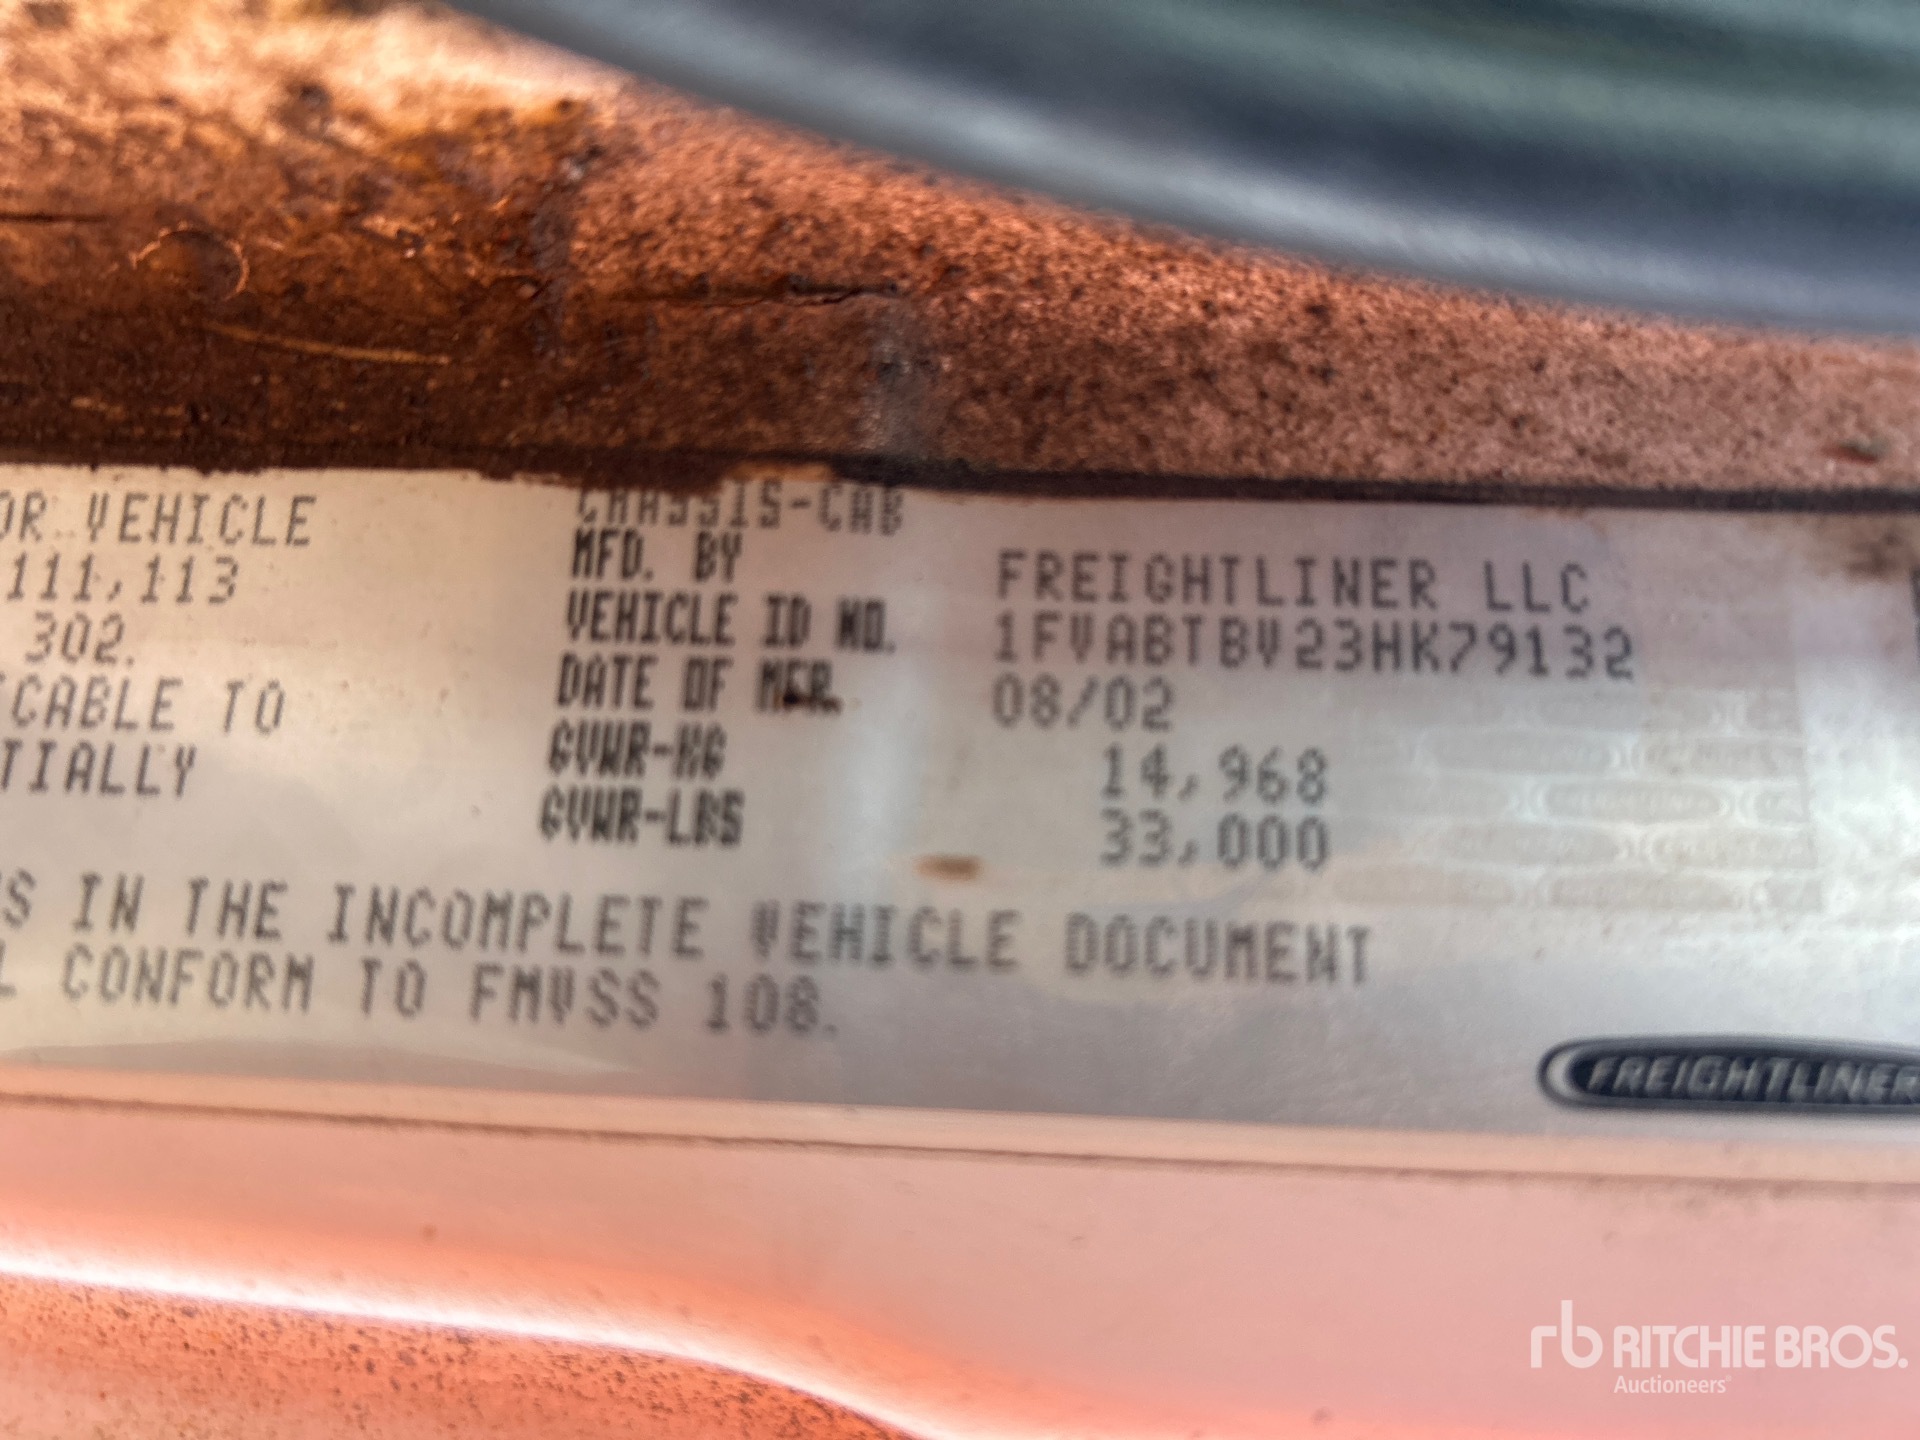 OR VEHICLE
111,113
302.
ICABLE TO
TIALLY
CHASSIS-CAB
MFD. BY
VEHICLE ID NO.
DATE OF MFR.
GVWR-KG
GVWR-LBS
FREIGHTLINER LLC
1FVABTBV23HK79132
08/02
14,968
33,000
S IN THE INCOMPLETE VEHICLE DOCUMENT
L CONFORM TO FMVSS 108.
FREIGHTLINER
rb RITCHIE BROS.
Auctioneers